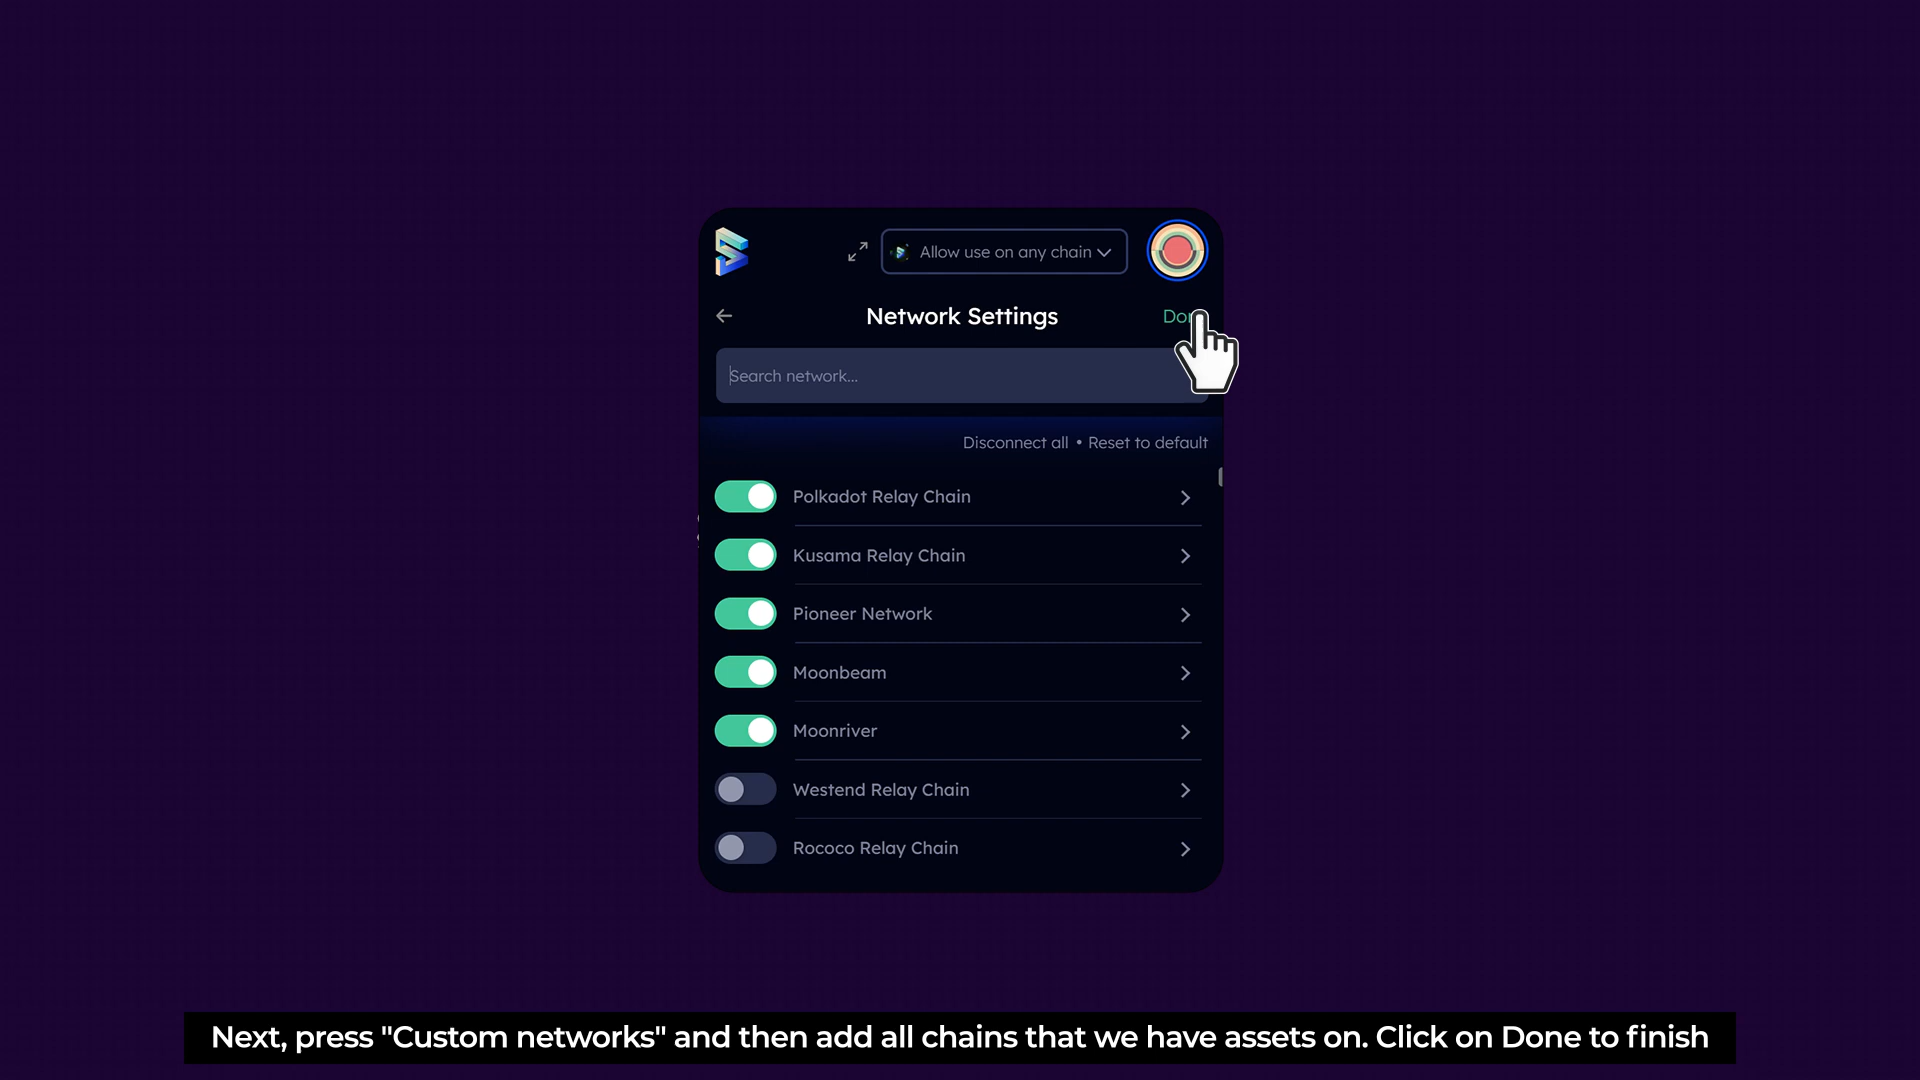 Allow use on any chain
Network Settings
Search network...
Disconnect all • Reset to default
Polkadot Relay Chain
Kusama Relay Chain
Pioneer Network
Moonbeam
Moonriver
Westend Relay Chain
Rococo Relay Chain
Next, press "Custom networks" and then add all chains that we have assets on. Click on Done to finish